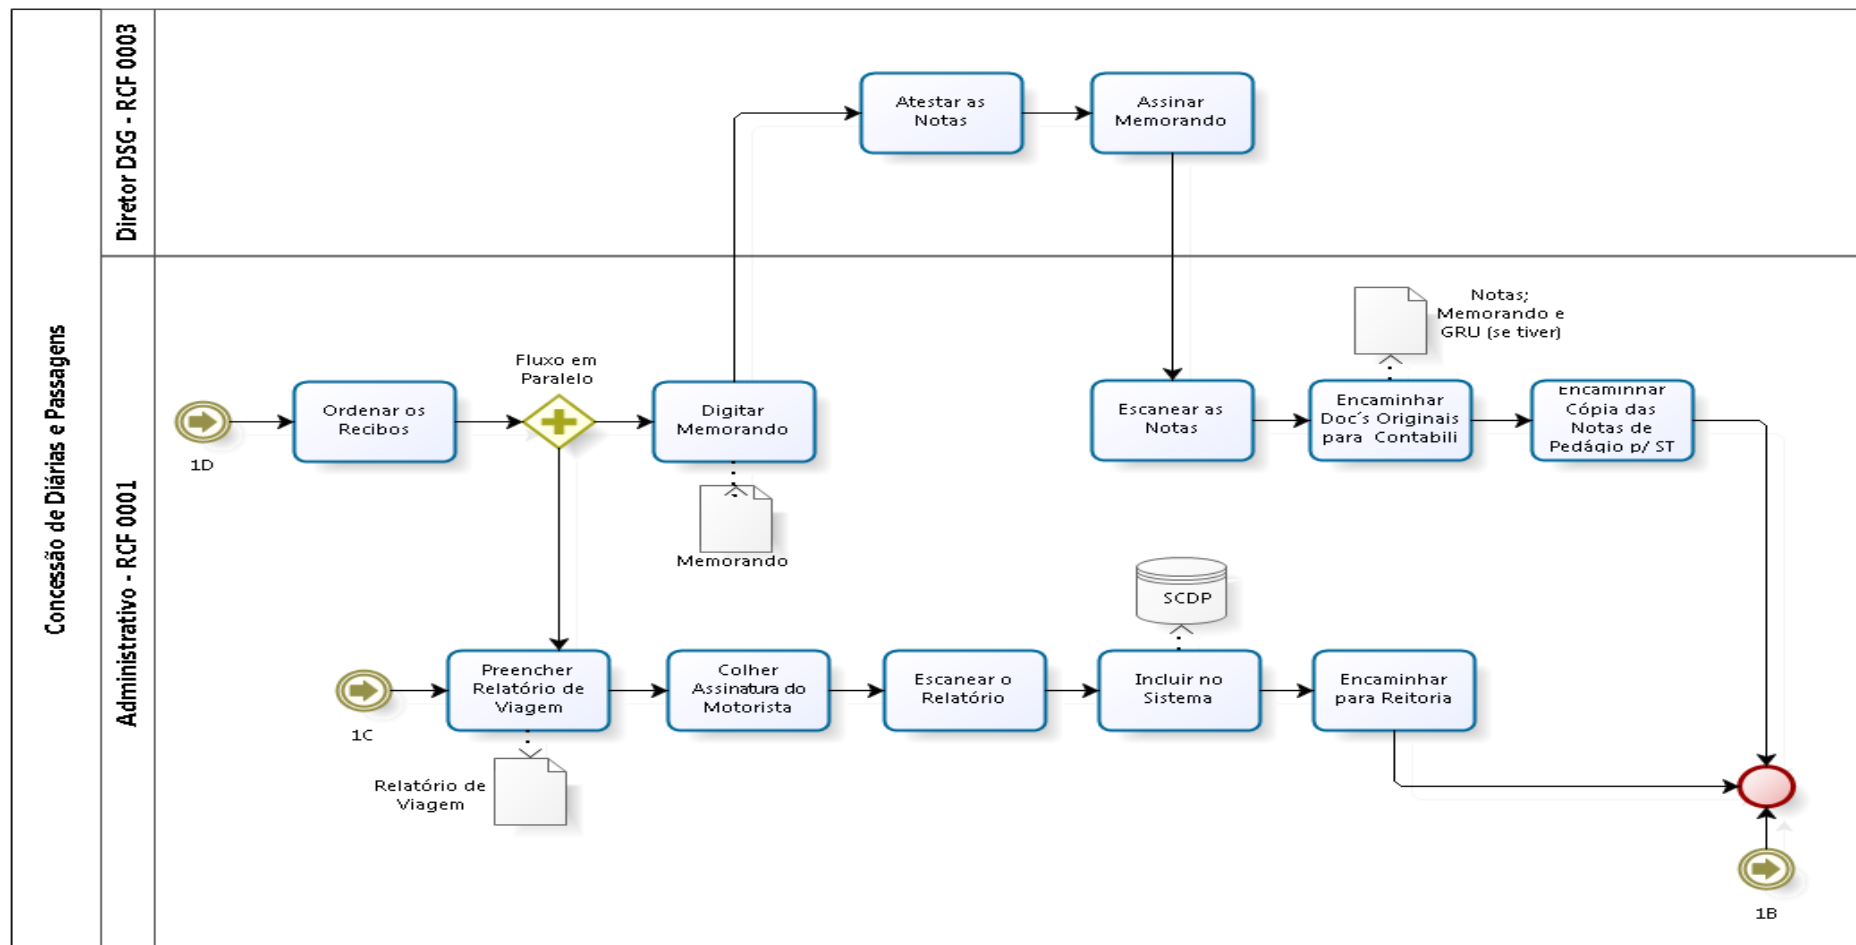 Concessão de Diárias e Passagens
Diretor DSG - RCF 0003
Atestar as
Notas
Assinar
Memorando
Administrativo - RCF 0001
1D
Ordenar os
Recibos
Fluxo em
Paralelo
Digitar
Memorando
Memorando
Escanear as
Notas
Notas;
Memorando e
GRU (se tiver)
Encaminhar
Doc´s Originais
para Contabili
Encaminhar
Cópia das
Notas de
Pedágio p/ ST
1C
Preencher
Relatório de
Viagem
Relatório de
Viagem
Colher
Assinatura do
Motorista
Escanear o
Relatório
SCDP
Incluir no
Sistema
Encaminhar
para Reitoria
1B